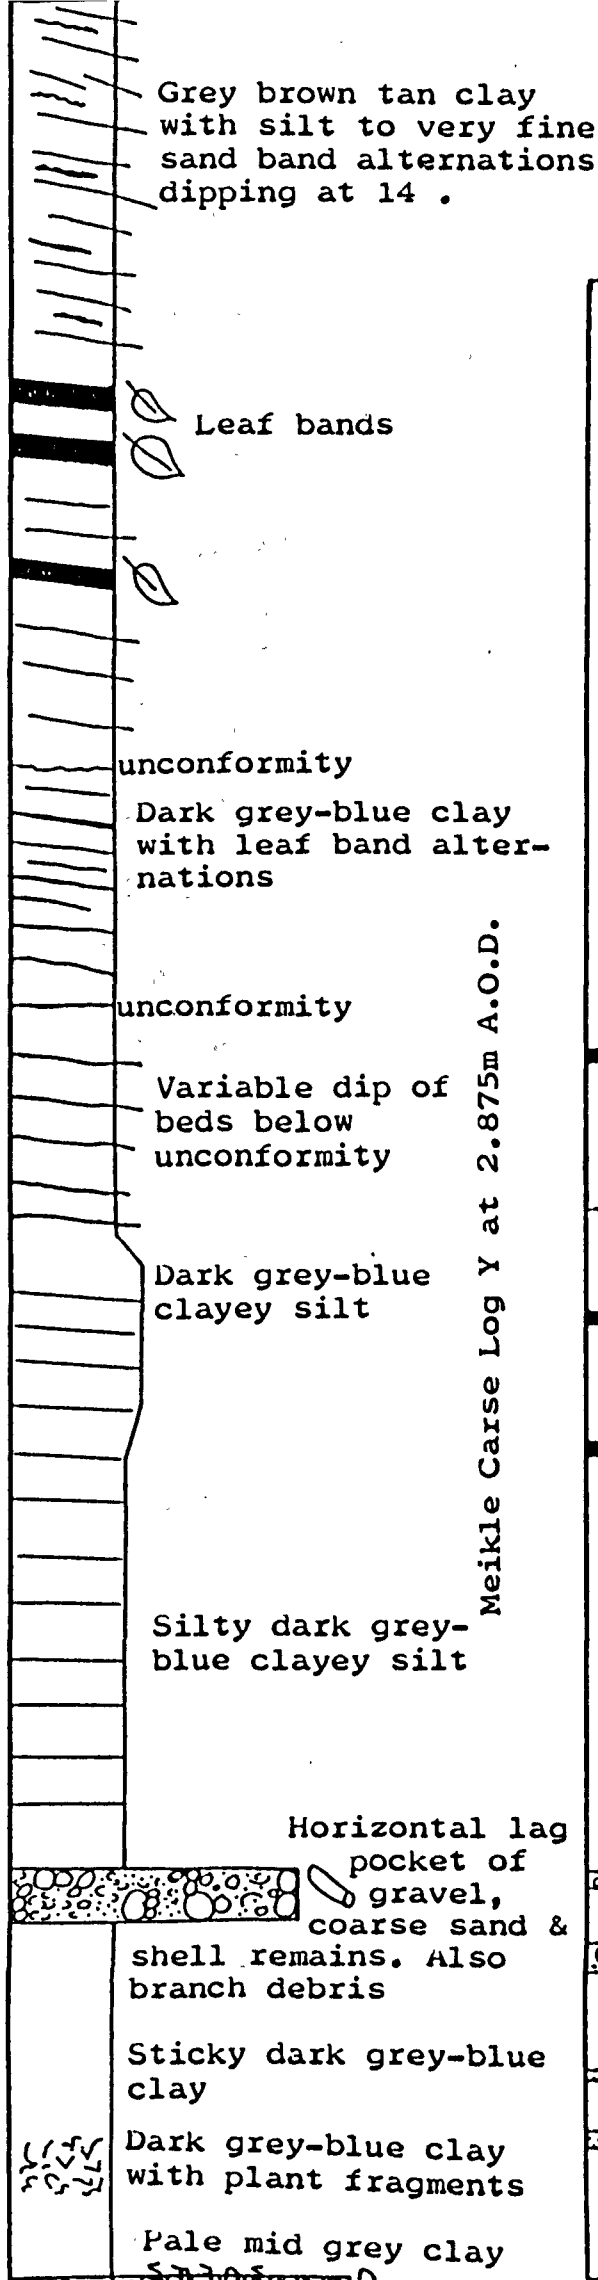 Grey brown tan clay
with silt to very fine
sand band alternations
dipping at 14 .
Leaf bands
unconformity
Dark grey-blue clay
with leaf band alter-
nations
unconformity
Variable dip of
beds below
unconformity
Meikle Carse Log Y at 2.875m A.O.D.
Dark grey-blue
clayey silt
Silty dark grey-
blue clayey silt
Horizontal lag
pocket of
gravel,
coarse sand &
shell remains. Also
branch debris
Sticky dark grey-blue
clay
Dark grey-blue clay
with plant fragments
Pale mid grey clay